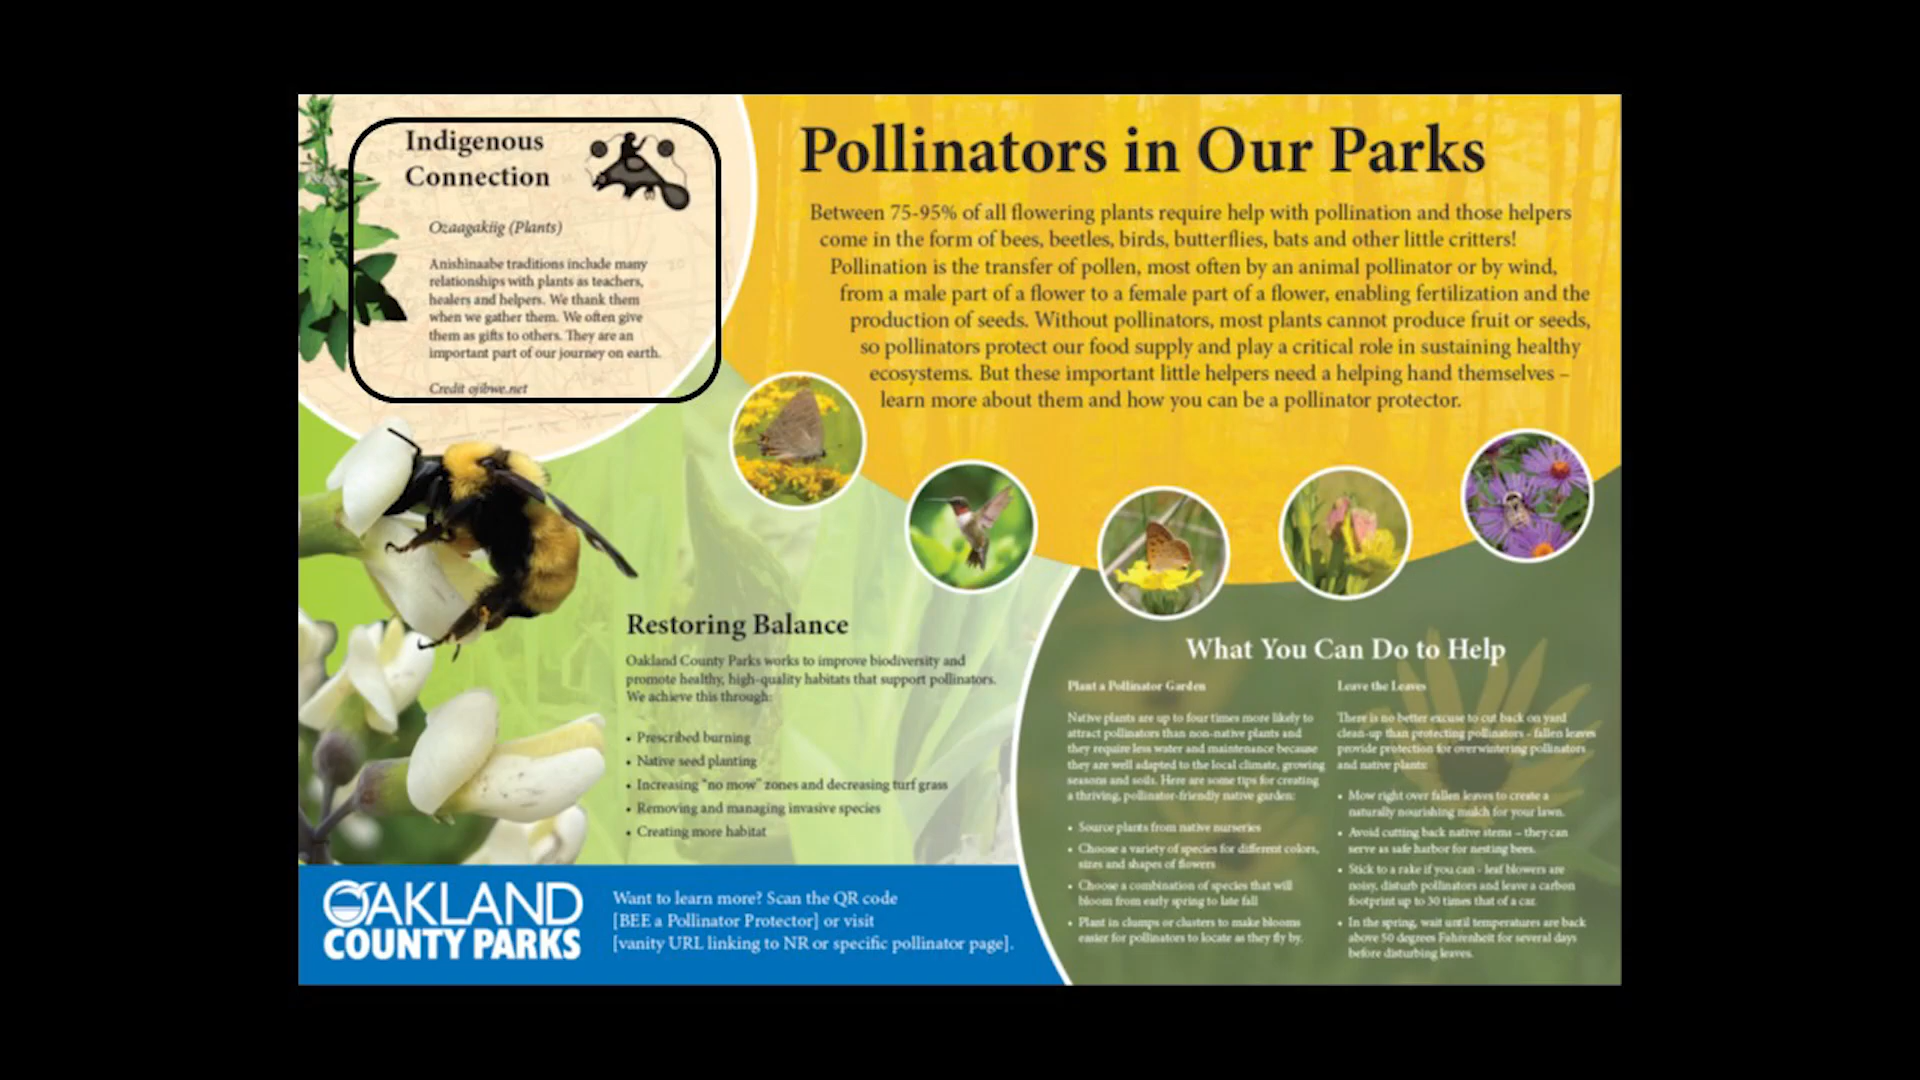 Indigenous
Connection
Ozaagakiig (Plants)
Anishinaabe traditions include many
relationships with plants as teachers,
healers and helpers. We thank them
when we gather them. We often give
them as gifts to others. They are an
important part of our journey on earth.
Credit ojibwe.net
Pollinators in Our Parks
Between 75-95% of all flowering plants require help with pollination and those helpers
come in the form of bees, beetles, birds, butterflies, bats and other little critters!
Pollination is the transfer of pollen, most often by an animal pollinator or by wind,
from a male part of a flower to a female part of a flower, enabling fertilization and the
production of seeds. Without pollinators, most plants cannot produce fruit or seeds,
so pollinators protect our food supply and play a critical role in sustaining healthy
ecosystems. But these important little helpers need a helping hand themselves –
learn more about them and how you can be a pollinator protector.
Restoring Balance
Oakland County Parks works to improve biodiversity and
promote healthy, high-quality habitats that support pollinators.
We achieve this through:
• Prescribed burning
• Native seed planting
• Increasing "no mow" zones and decreasing turf grass
• Removing and managing invasive species
• Creating more habitat
What You Can Do to Help
Plant a Pollinator Garden
Native plants are up to four times more likely to
attract pollinators than non-native plants and
they require less water and maintenance because
they are well adapted to the local climate, growing
seasons and soils. Here are some tips for creating
a thriving, pollinator-friendly native garden:
• Source plants from native nurseries
• Choose a variety of species for different colors,
sizes and shapes of flowers
• Choose a combination of species that will
bloom from early spring to late fall
• Plant in clumps or clusters to make blooms
easier for pollinators to locate as they fly by.
Leave the Leaves
There is no better excuse to cut back on yard
clean-up than protecting pollinators - fallen leaves
provide protection for overwintering pollinators
and native plants:
• Mow right over fallen leaves to create a
naturally nourishing mulch for your lawn.
• Avoid cutting back native stems – they can
serve as safe harbor for nesting bees.
• Stick to a rake if you can - leaf blowers are
noisy, disturb pollinators and leave a carbon
footprint up to 30 times that of a car.
• In the spring, wait until temperatures are back
above 50 degrees Fahrenheit for several days
before disturbing leaves.
OAKLAND
COUNTY PARKS
Want to learn more? Scan the QR code
[BEE a Pollinator Protector] or visit
[vanity URL linking to NR or specific pollinator page].